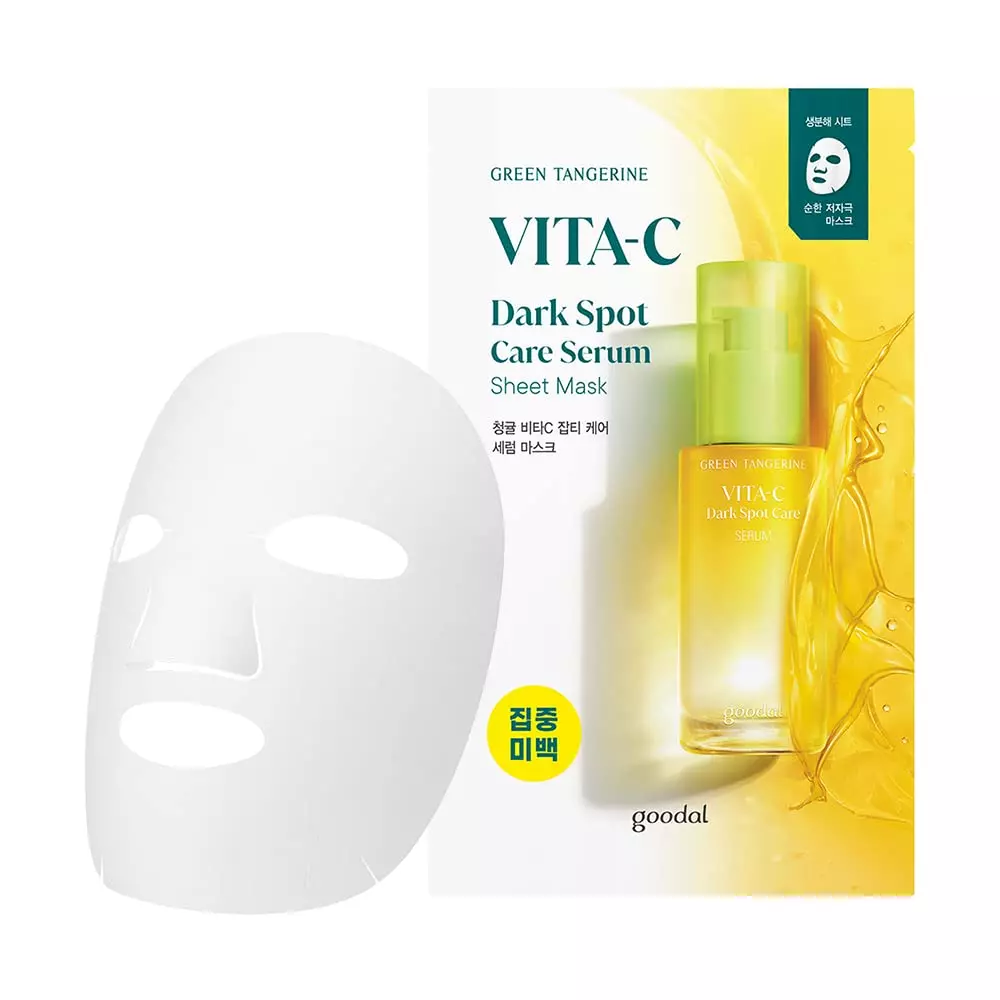 GREEN TANGERINE
VITA-C
Dark Spot
Care Serum
Sheet Mask
청귤 비타C 잡티 케어
세럼 마스크
생분해 시트
순한 저자극
마스크
GREEN TANGERINE
VITA-C
Dark Spot Care
SERUM
goodal
집중
미백
goodal